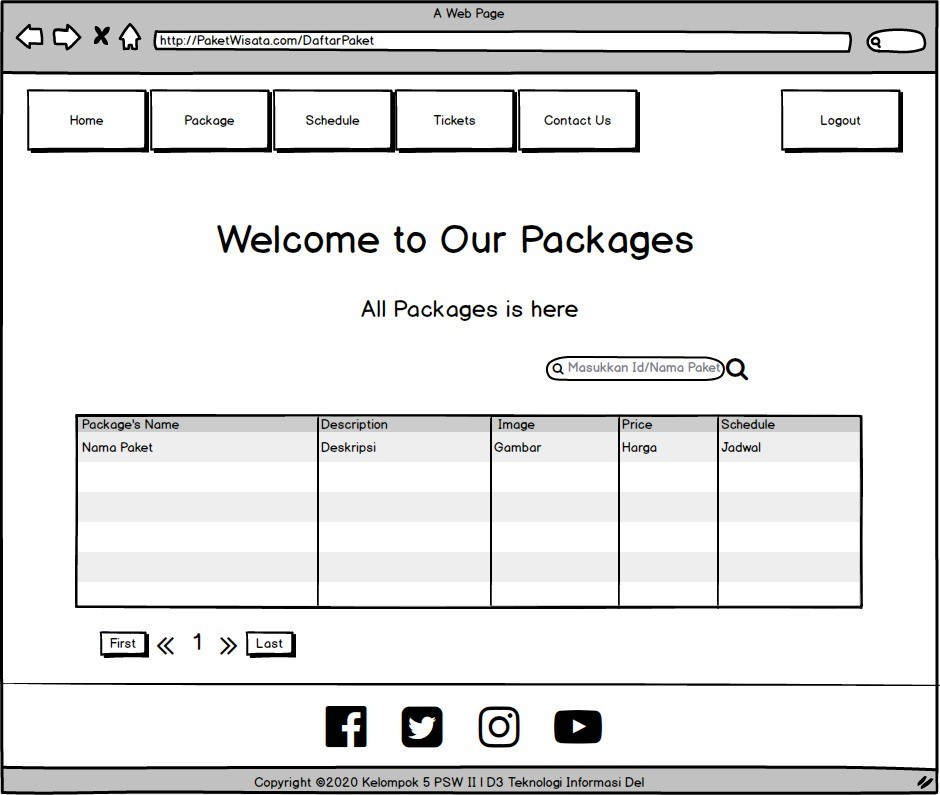 A Web Page
http://PaketWisata.com/DaftarPaket
Home Package Schedule Tickets Contact Us Logout
Welcome to Our Packages
All Packages is here
Masukkan Id/Nama Paket
Package's Name Description Image Price Schedule
Nama Paket Deskripsi Gambar Harga Jadwal
First 1 Last
Copyright ©2020 Kelompok 5 PSW II | D3 Teknologi Informasi Del